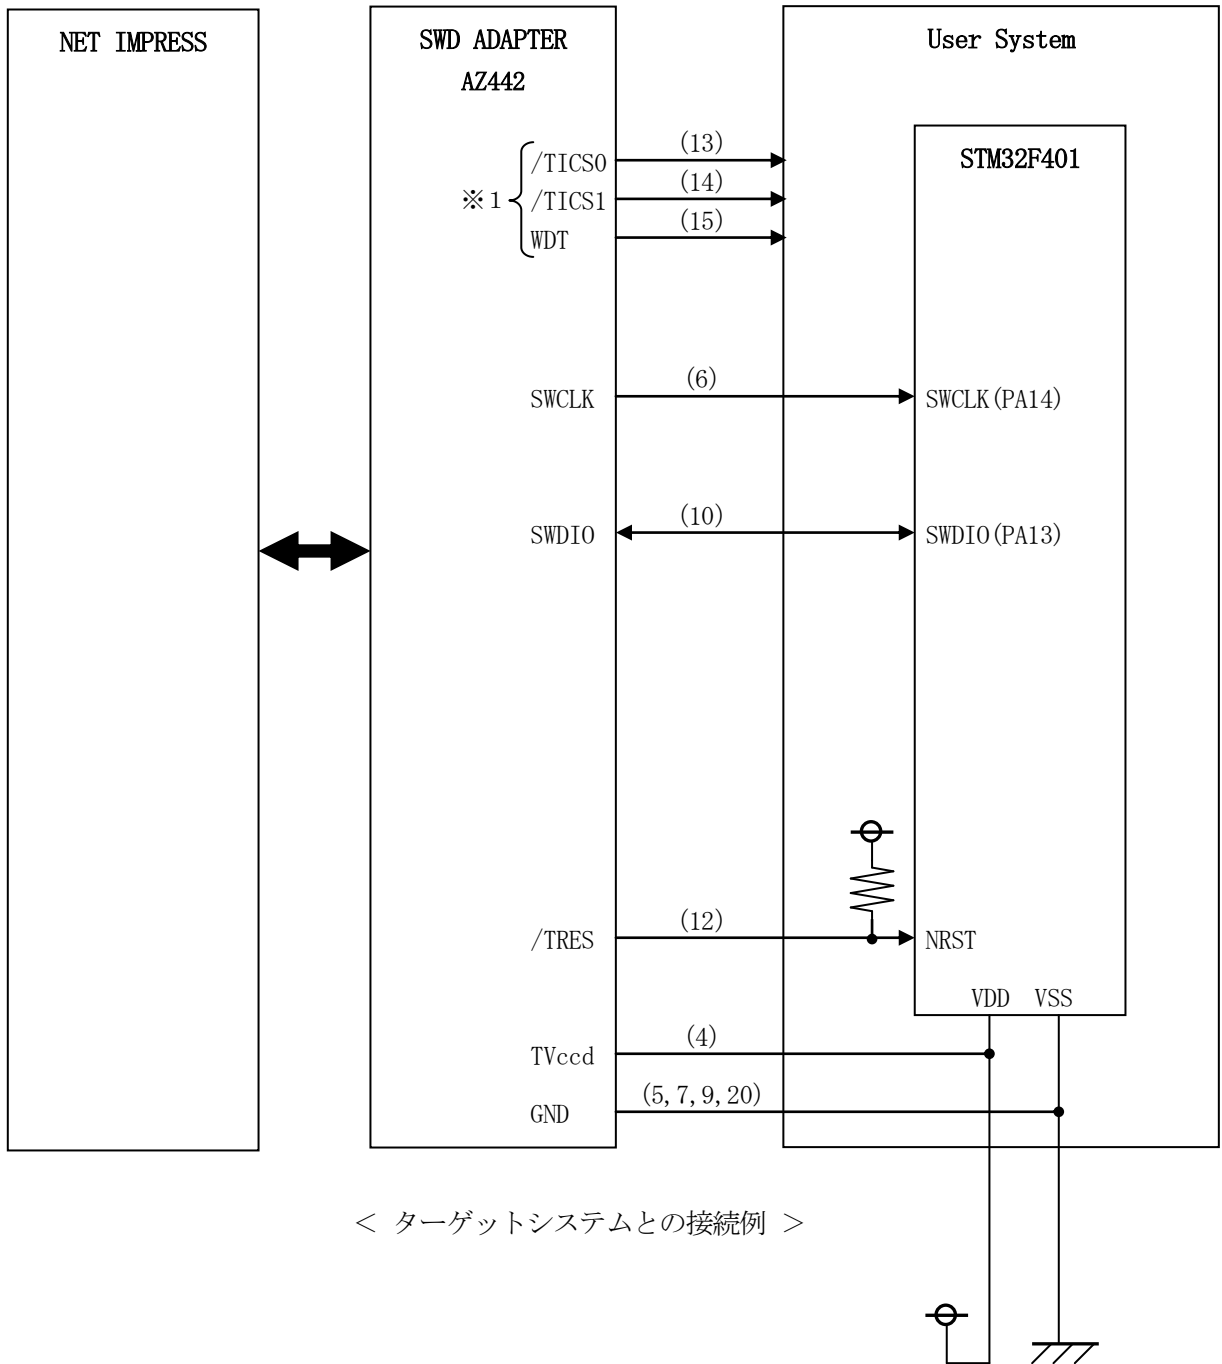 NET IMPRESS
SWD ADAPTER
AZ442
User System
STM32F401
※1
/TICS0
(13)
/TICS1
(14)
WDT
(15)
SWCLK
(6)
SWCLK(PA14)
SWDIO
(10)
SWDIO(PA13)
/TRES
(12)
NRST
VDD VSS
TVccd
(4)
GND
(5,7,9,20)
< ターゲットシステムとの接続例 >